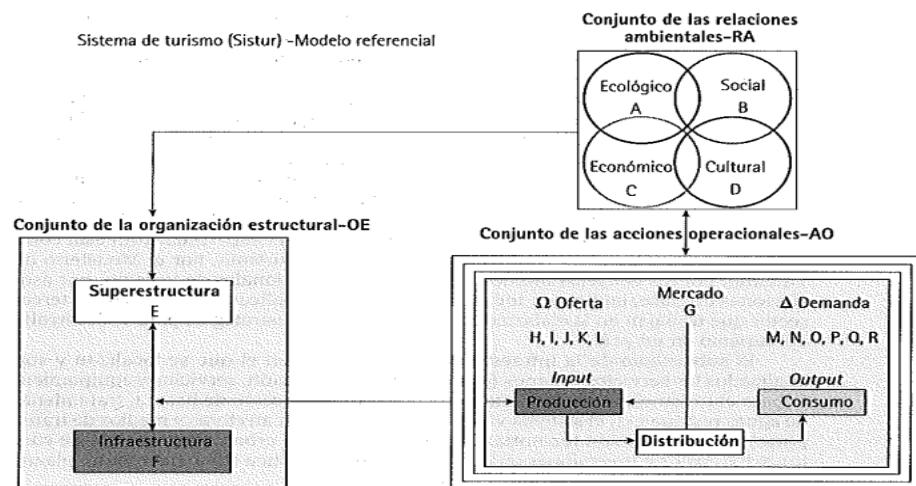 Sistema de turismo (Sistur) -Modelo referencial
Conjunto de las relaciones
ambientales-RA
Ecológico
A
Social
B
Económico
C
Cultural
D
Conjunto de la organización estructural-OE
Superestructura
E
Infraestructura
F
Conjunto de las acciones operacionales-AO
Ω Oferta
H, I, J, K, L
Mercado
G
Δ Demanda
M, N, O, P, Q, R
Input
Producción
Output
Consumo
Distribución